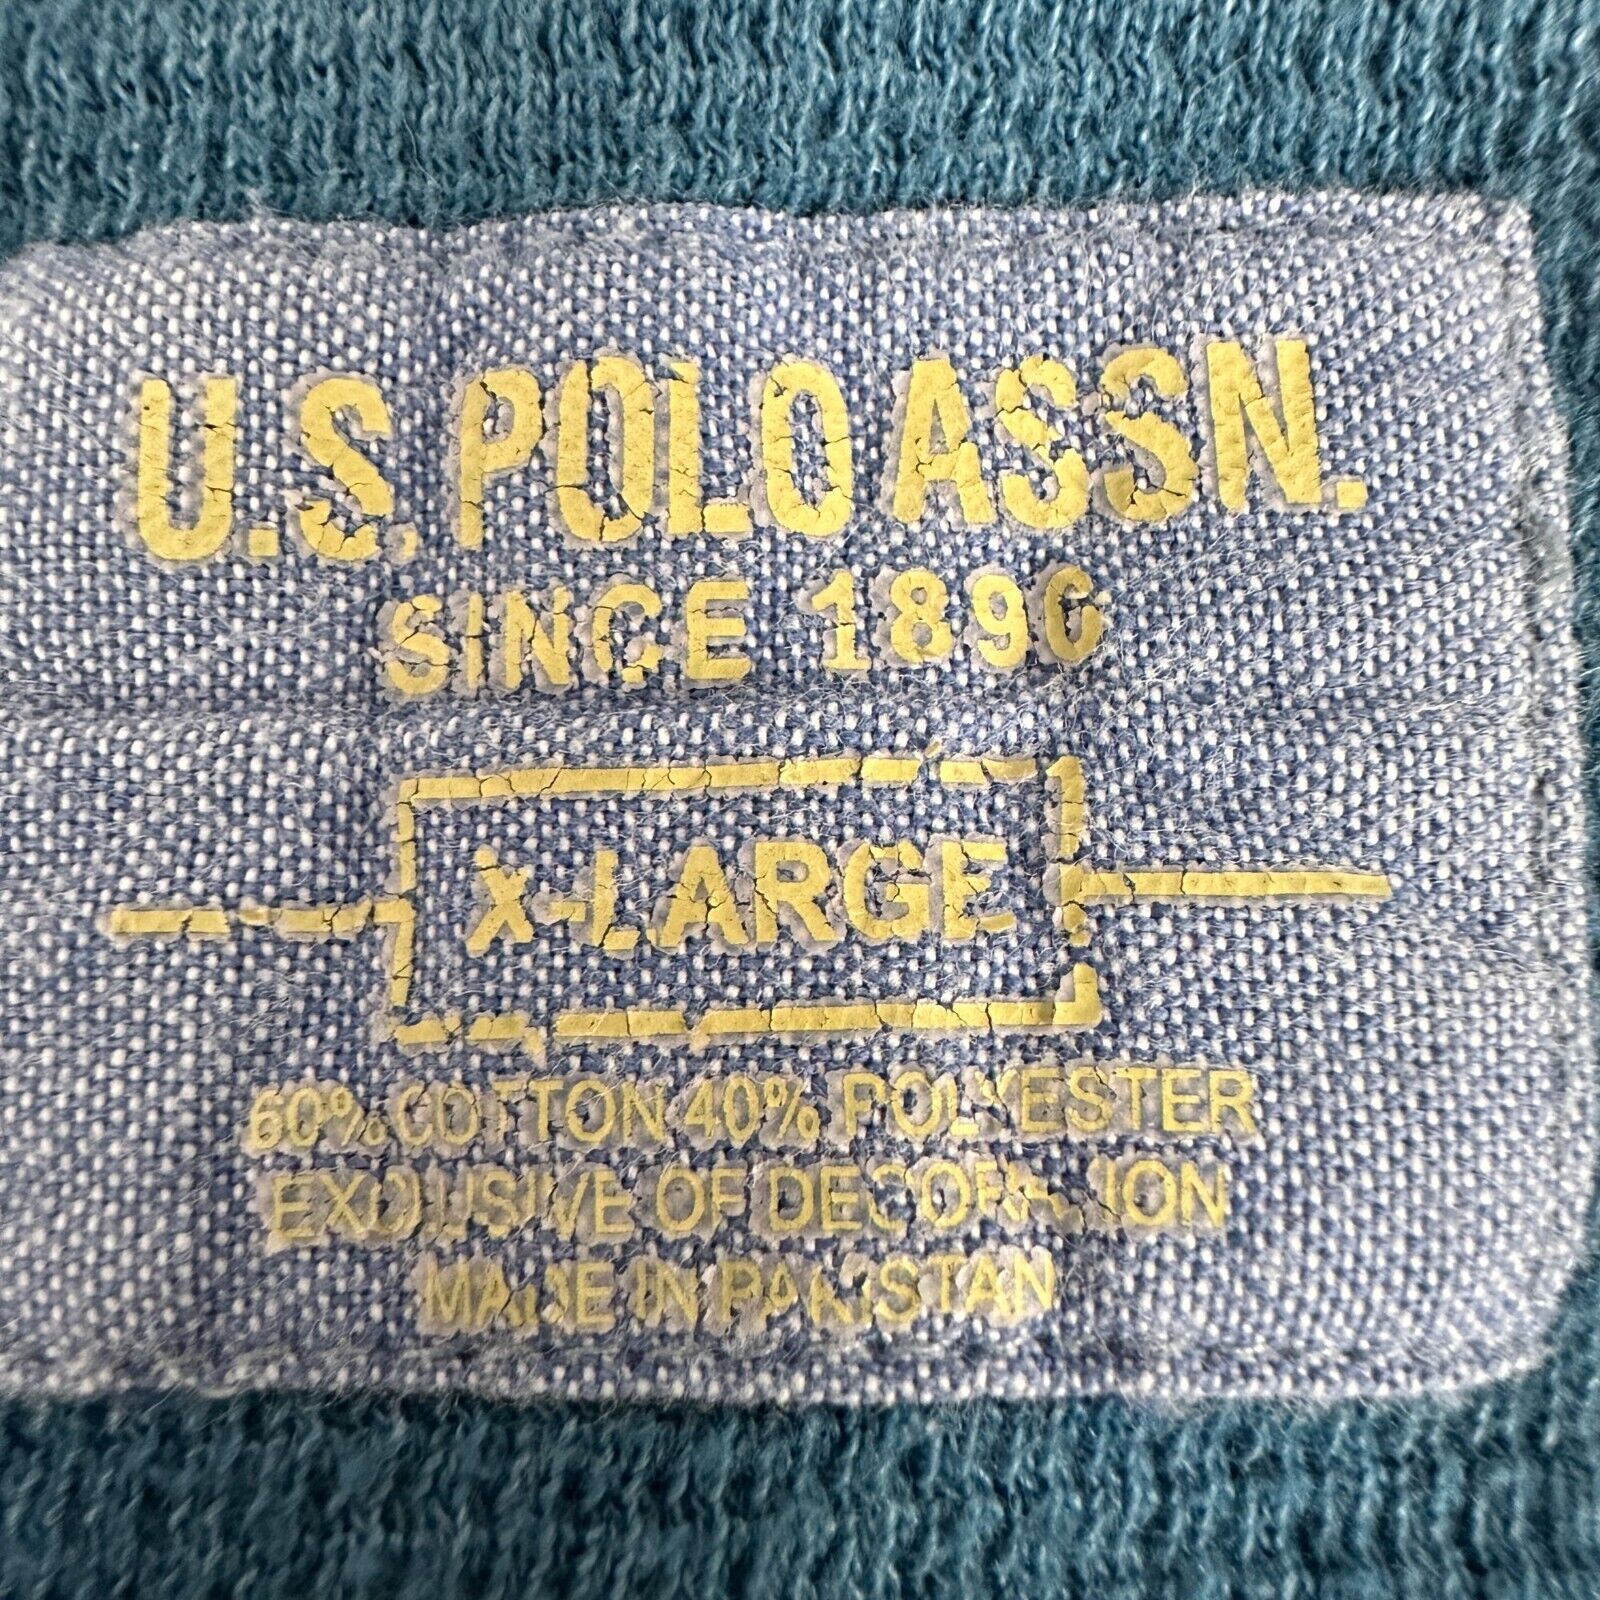 U.S. POLO ASSN.
SINCE 1890
X-LARGE
60% COTTON 40% POLYESTER
EXCLUSIVE OF DECORATION
MADE IN PAKISTAN